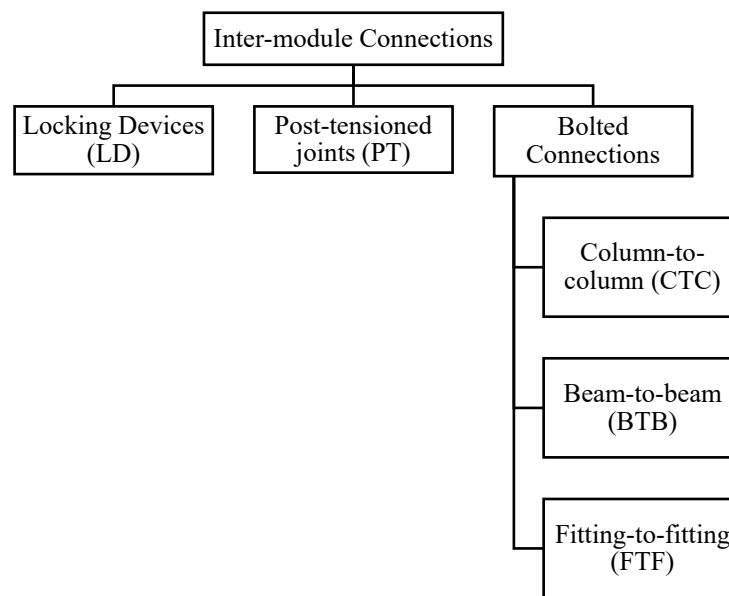 Inter-module Connections
Locking Devices
(LD)
Post-tensioned
joints (PT)
Bolted
Connections
Column-to-
column (CTC)
Beam-to-beam
(BTB)
Fitting-to-fitting
(FTF)